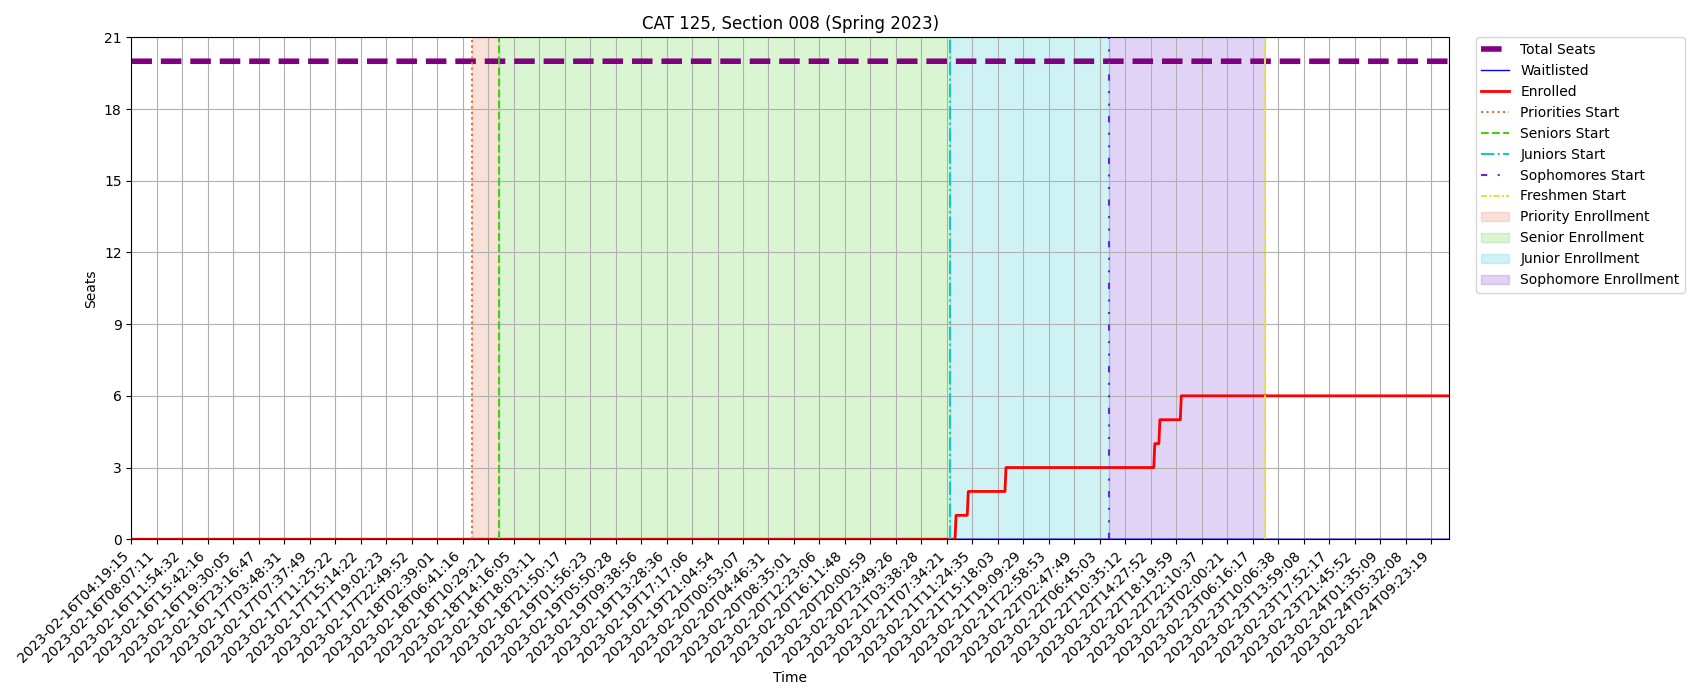 CAT 125, Section 008 (Spring 2023)
21
18
15
12
9
6
3
0
Seats
2023-02-16T04:19:15
2023-02-16T08:07:11
2023-02-16T11:54:32
2023-02-16T15:42:16
2023-02-16T19:30:05
2023-02-16T23:16:47
2023-02-17T03:48:31
2023-02-17T07:37:49
2023-02-17T11:25:22
2023-02-17T15:14:22
2023-02-17T19:02:23
2023-02-17T22:49:52
2023-02-18T02:39:01
2023-02-18T06:41:16
2023-02-18T10:29:21
2023-02-18T14:16:05
2023-02-18T18:03:11
2023-02-18T21:50:17
2023-02-19T01:56:23
2023-02-19T05:50:28
2023-02-19T09:38:56
2023-02-19T13:28:36
2023-02-19T17:17:06
2023-02-19T21:04:54
2023-02-20T00:53:07
2023-02-20T04:46:31
2023-02-20T08:35:01
2023-02-20T12:23:06
2023-02-20T16:11:48
2023-02-20T20:00:59
2023-02-20T23:49:26
2023-02-21T03:38:28
2023-02-21T07:34:21
2023-02-21T11:24:35
2023-02-21T15:18:03
2023-02-21T19:09:29
2023-02-21T22:58:53
2023-02-22T02:47:49
2023-02-22T06:45:03
2023-02-22T10:35:12
2023-02-22T14:27:52
2023-02-22T18:19:59
2023-02-22T22:10:37
2023-02-23T02:00:21
2023-02-23T06:16:17
2023-02-23T10:06:38
2023-02-23T13:59:08
2023-02-23T17:52:17
2023-02-23T21:45:52
2023-02-24T01:35:09
2023-02-24T05:32:08
2023-02-24T09:23:19
Time
Total Seats
Waitlisted
Enrolled
Priorities Start
Seniors Start
Juniors Start
Sophomores Start
Freshmen Start
Priority Enrollment
Senior Enrollment
Junior Enrollment
Sophomore Enrollment